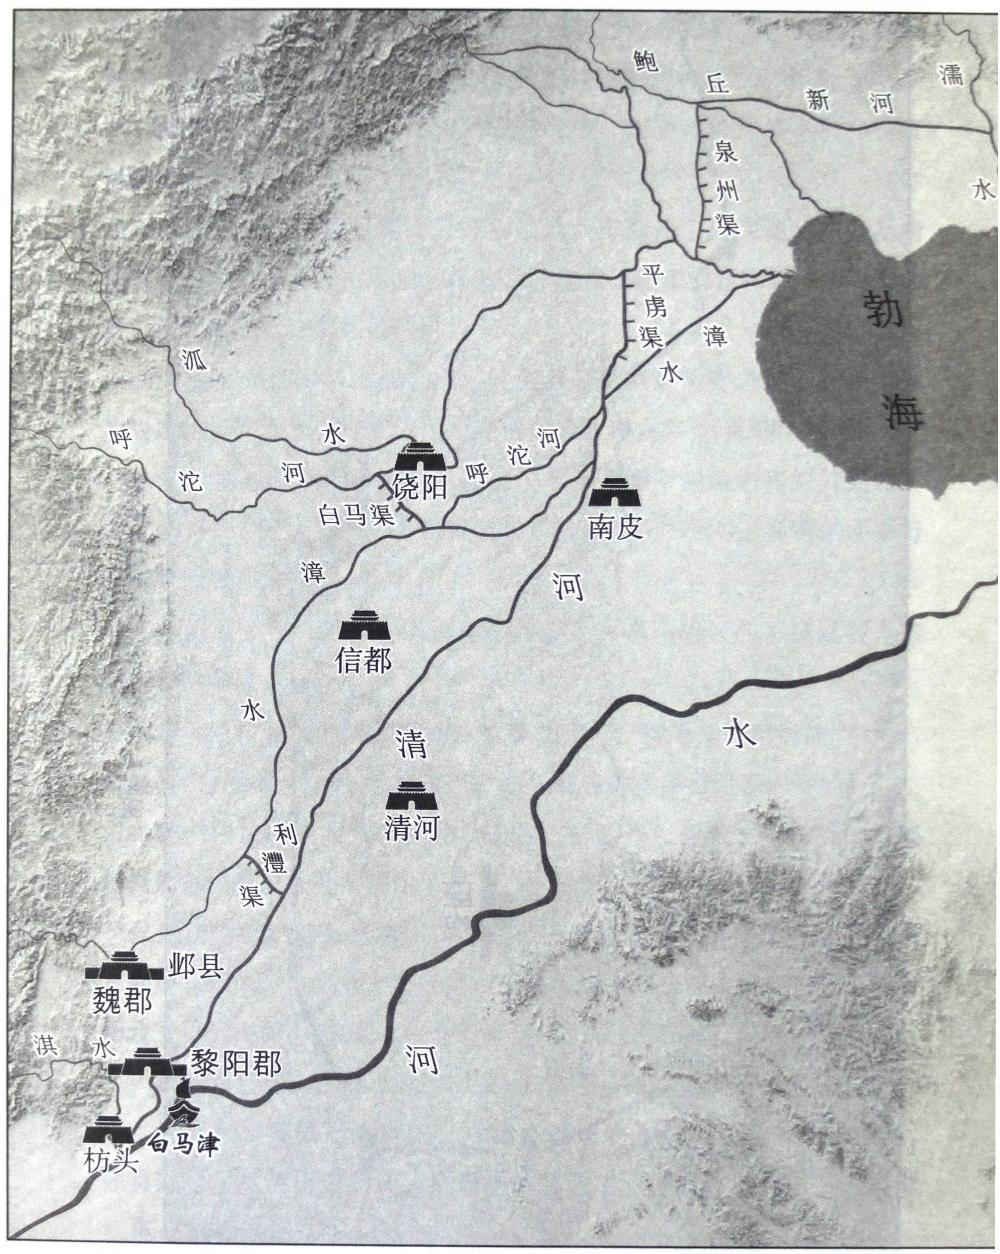 鲍丘新河
濡水
泉州渠
平虏渠
勃海
漳水
泒水
呼沱河
饶阳
呼沱河
白马渠
南皮
漳水
信都
清河
清河
河水
利漕渠
邺县
魏郡
淇水
黎阳郡
白马津
枋头